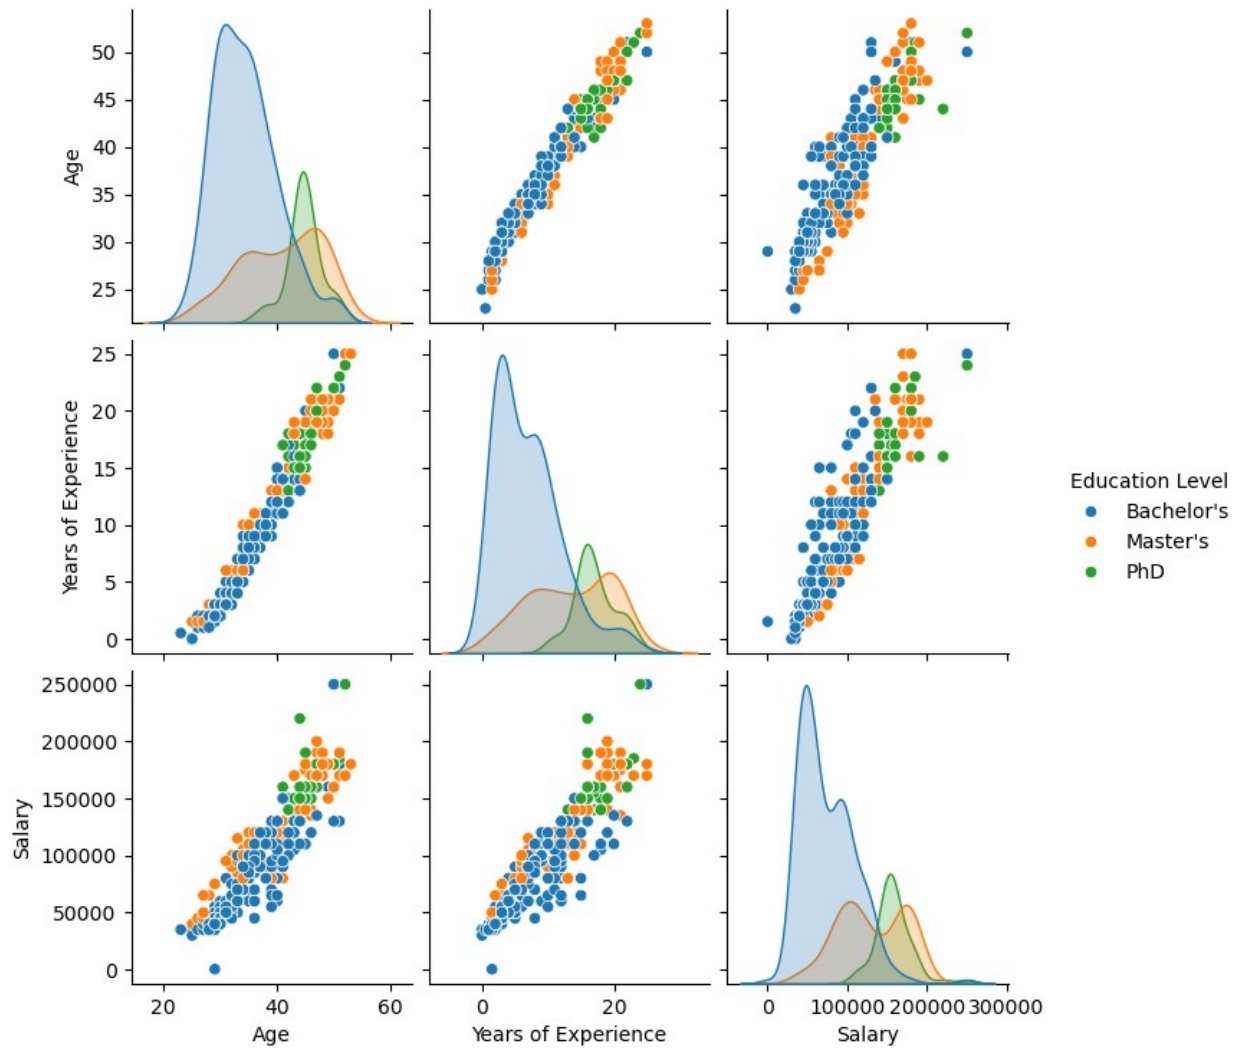 50
45
40
35
30
25
Age
25
20
15
10
5
0
Years of Experience
Education Level
Bachelor's
Master's
PhD
250000
200000
150000
100000
50000
0
Salary
20 40 60 0 20 0 100000 200000 300000
Age Years of Experience Salary